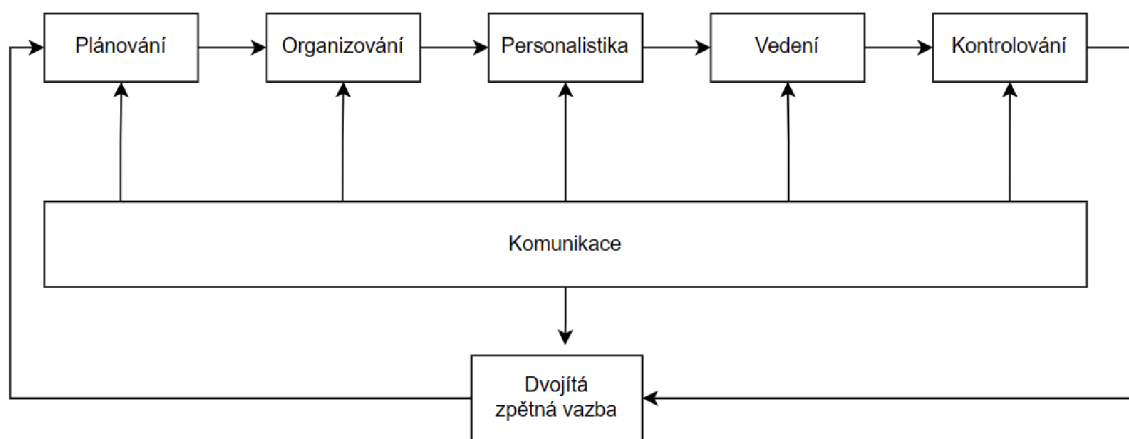 Plánování
Organizování
Personalistika
Vedení
Kontrolování
Komunikace
Dvojítá
zpětná vazba